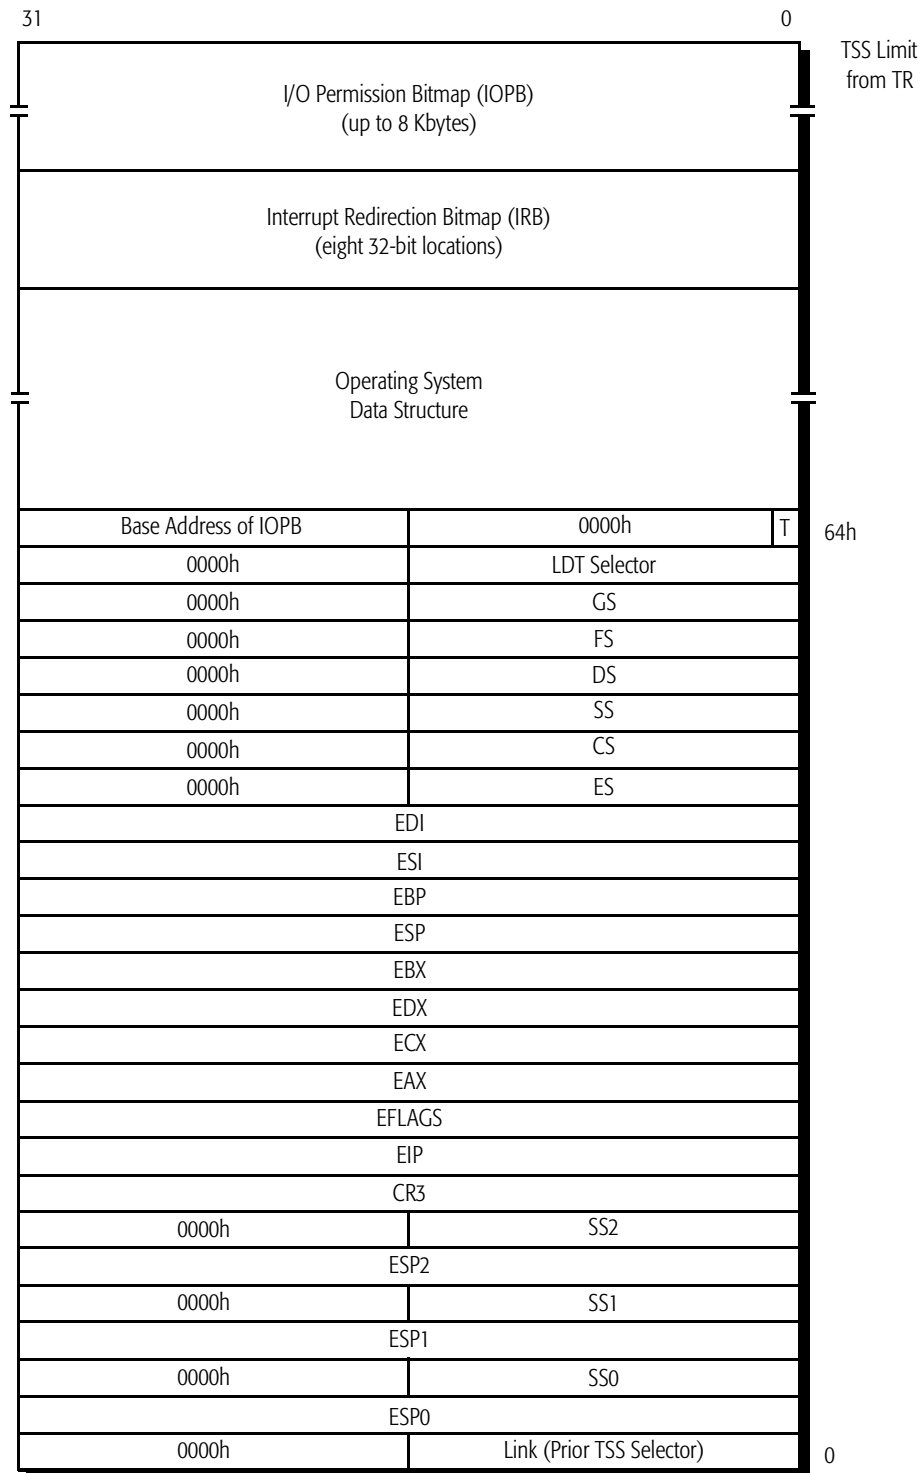 31 0
TSS Limit
from TR
I/O Permission Bitmap (IOPB)
(up to 8 Kbytes)
Interrupt Redirection Bitmap (IRB)
(eight 32-bit locations)
Operating System
Data Structure
Base Address of IOPB 0000h T 64h
0000h LDT Selector
0000h GS
0000h FS
0000h DS
0000h SS
0000h CS
0000h ES
EDI
ESI
EBP
ESP
EBX
EDX
ECX
EAX
EFLAGS
EIP
CR3
0000h SS2
ESP2
0000h SS1
ESP1
0000h SS0
ESP0
0000h Link (Prior TSS Selector) 0